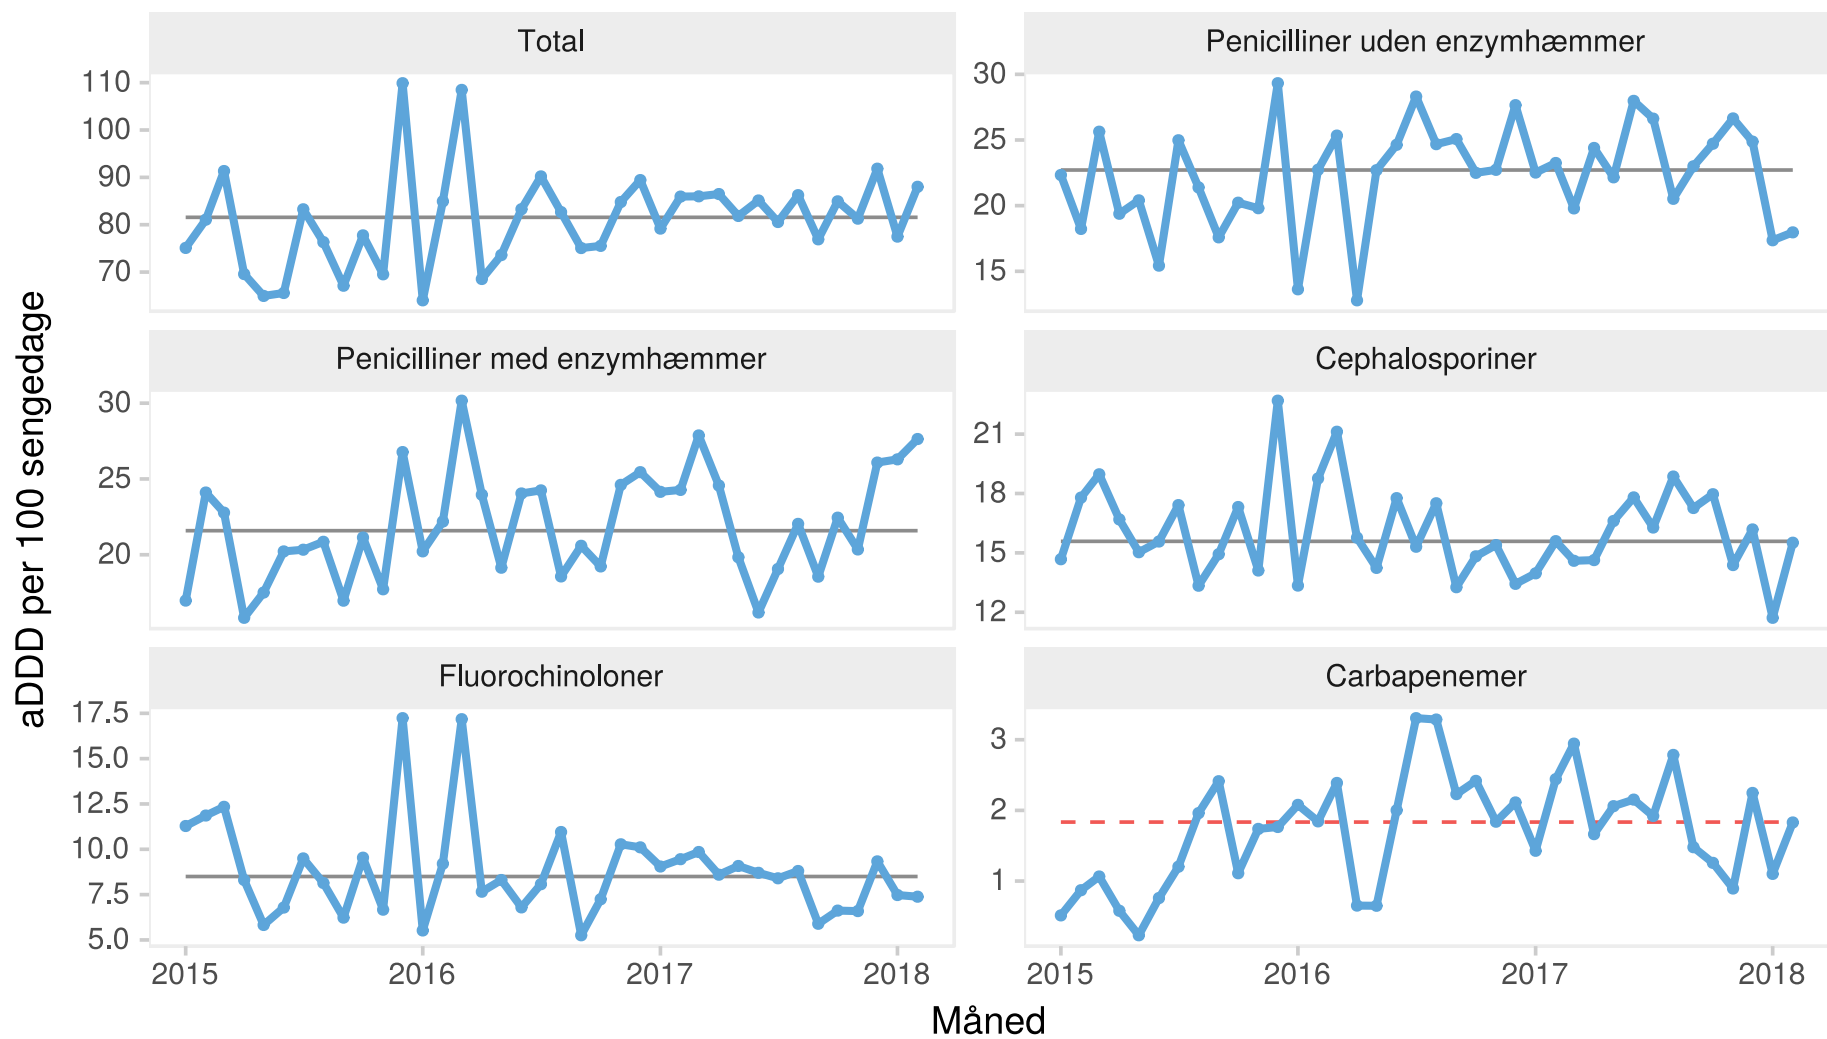 Total
Penicilliner uden enzymhæmmer
110
100
90
80
70
30
25
20
15
Penicilliner med enzymhæmmer
Cephalosporiner
30
25
20
21
18
15
12
Fluorochinoloner
Carbapenemer
17.5
15.0
12.5
10.0
7.5
5.0
3
2
1
2015 2016 2017 2018
2015 2016 2017 2018
Måned
aDDD per 100 sengedage